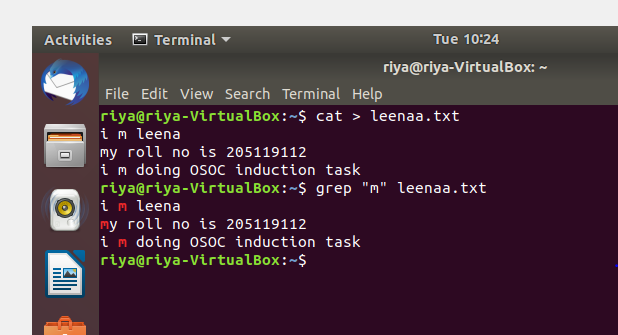 Activities Terminal Tue 10:24
riya@riya-VirtualBox: ~
File Edit View Search Terminal Help
riya@riya-VirtualBox:~$ cat > leenaa.txt
i m leena
my roll no is 205119112
i m doing OSOC induction task
riya@riya-VirtualBox:~$ grep "m" leenaa.txt
i m leena
my roll no is 205119112
i m doing OSOC induction task
riya@riya-VirtualBox:~$